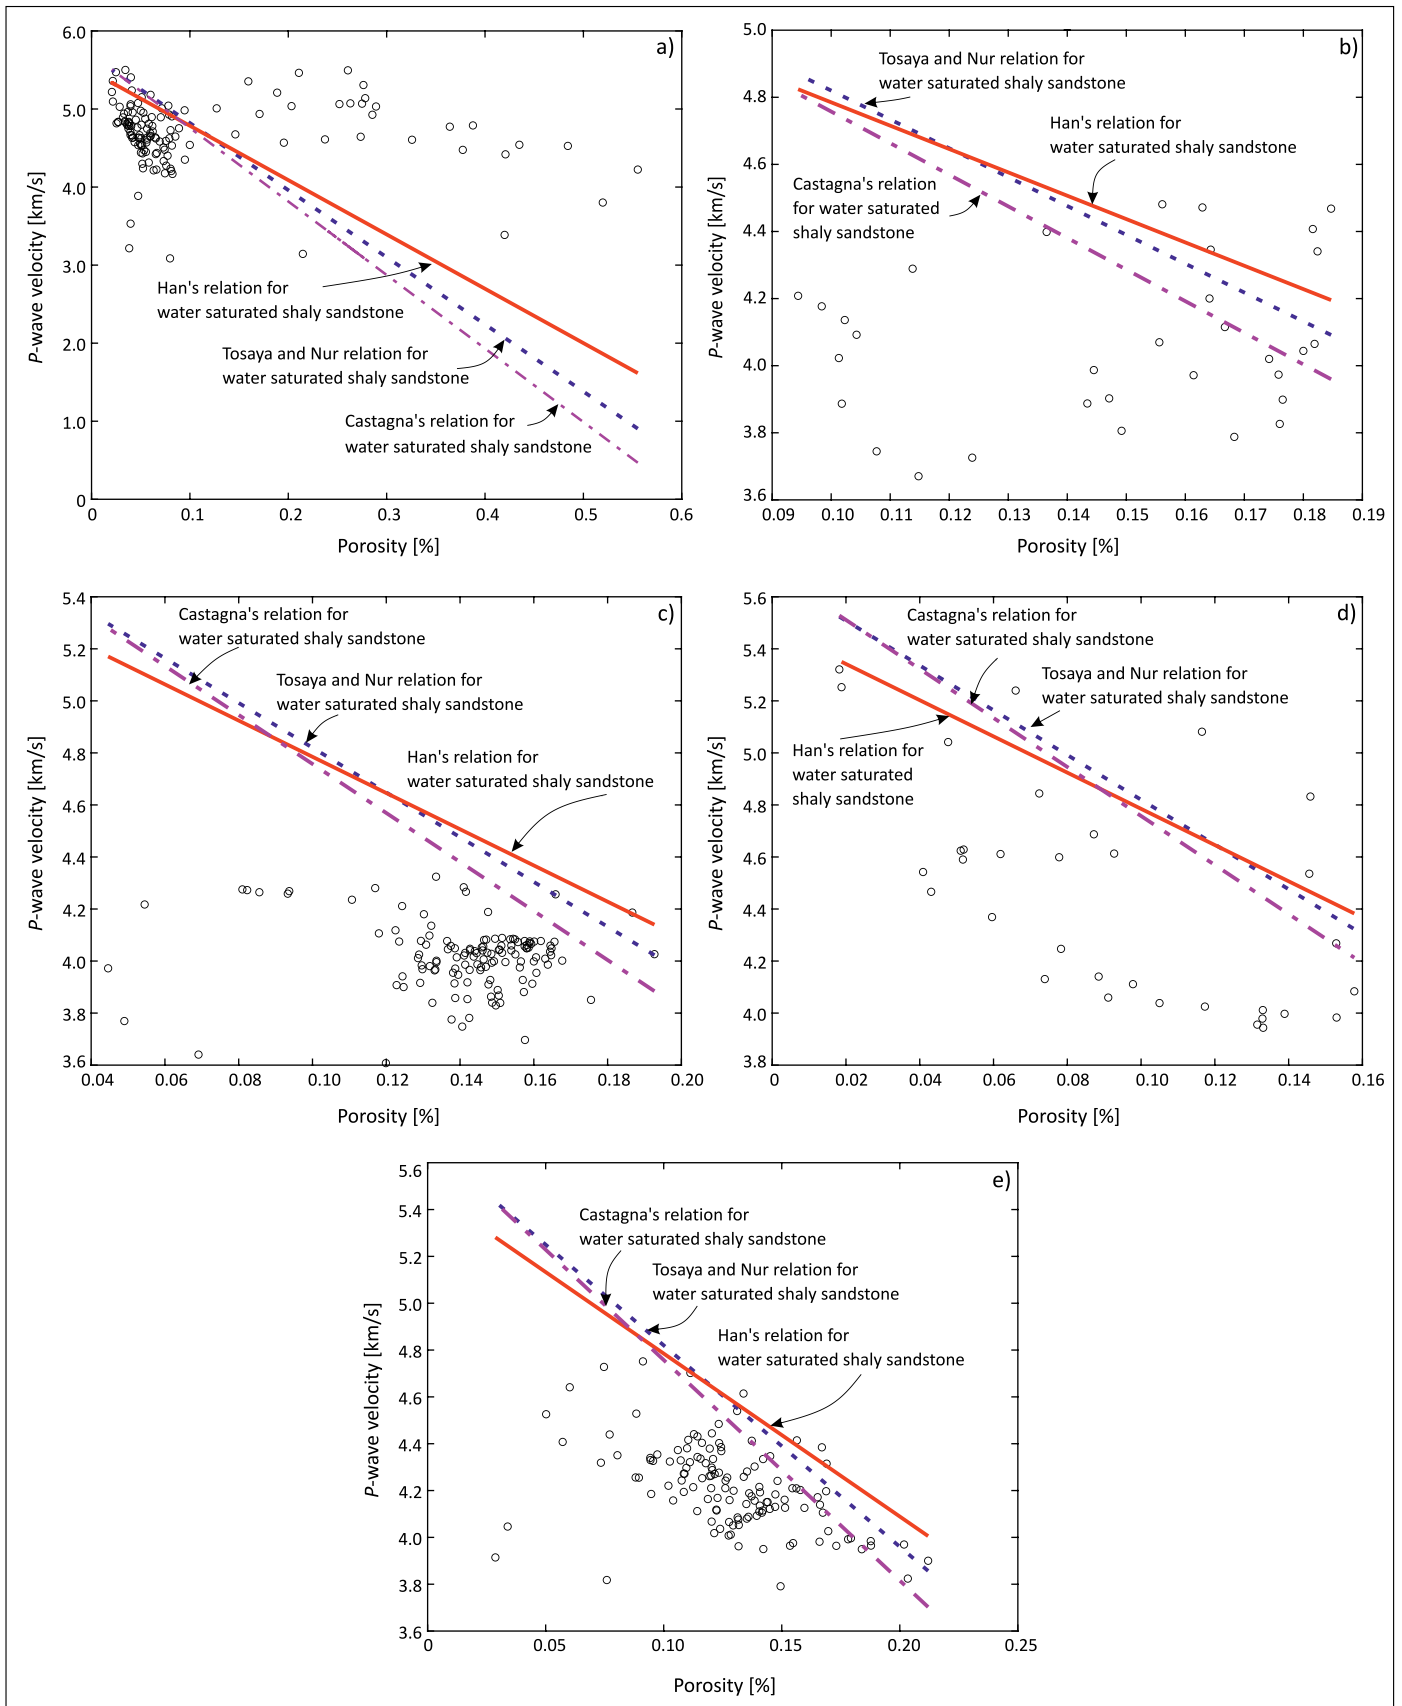 a)
6.0
5.0
4.0
3.0
2.0
1.0
0
P-wave velocity [km/s]
Han's relation for
water saturated shaly sandstone
Tosaya and Nur relation for
water saturated shaly sandstone
Castagna's relation for
water saturated shaly sandstone
0 0.1 0.2 0.3 0.4 0.5 0.6
Porosity [%]
b)
5.0
4.8
4.6
4.4
4.2
4.0
3.8
3.6
P-wave velocity [km/s]
Tosaya and Nur relation for
water saturated shaly sandstone
Han's relation for
water saturated shaly sandstone
Castagna's relation
for water saturated
shaly sandstone
0.09 0.10 0.11 0.12 0.13 0.14 0.15 0.16 0.17 0.18 0.19
Porosity [%]
c)
5.4
5.2
5.0
4.8
4.6
4.4
4.2
4.0
3.8
3.6
P-wave velocity [km/s]
Castagna's relation for
water saturated shaly sandstone
Tosaya and Nur relation for
water saturated shaly sandstone
Han's relation for
water saturated shaly sandstone
0.04 0.06 0.08 0.10 0.12 0.14 0.16 0.18 0.20
Porosity [%]
d)
5.6
5.4
5.2
5.0
4.8
4.6
4.4
4.2
4.0
3.8
P-wave velocity [km/s]
Castagna's relation for
water saturated shaly sandstone
Tosaya and Nur relation for
water saturated shaly sandstone
Han's relation for
water saturated
shaly sandstone
0 0.02 0.04 0.06 0.08 0.10 0.12 0.14 0.16
Porosity [%]
e)
5.6
5.4
5.2
5.0
4.8
4.6
4.4
4.2
4.0
3.8
3.6
P-wave velocity [km/s]
Castagna's relation for
water saturated shaly sandstone
Tosaya and Nur relation for
water saturated shaly sandstone
Han's relation for
water saturated shaly sandstone
0 0.05 0.10 0.15 0.20 0.25
Porosity [%]